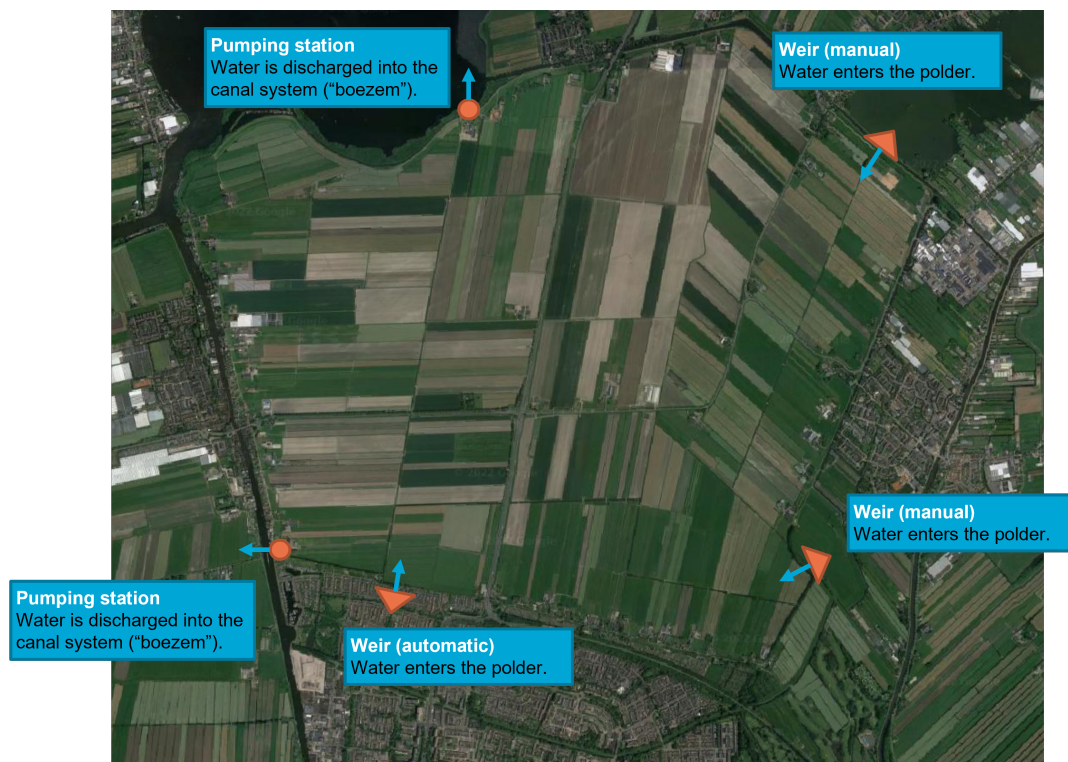 Pumping station
Water is discharged into the
canal system (“boezem”).
Weir (manual)
Water enters the polder.
Weir (manual)
Water enters the polder.
Pumping station
Water is discharged into the
canal system (“boezem”).
Weir (automatic)
Water enters the polder.